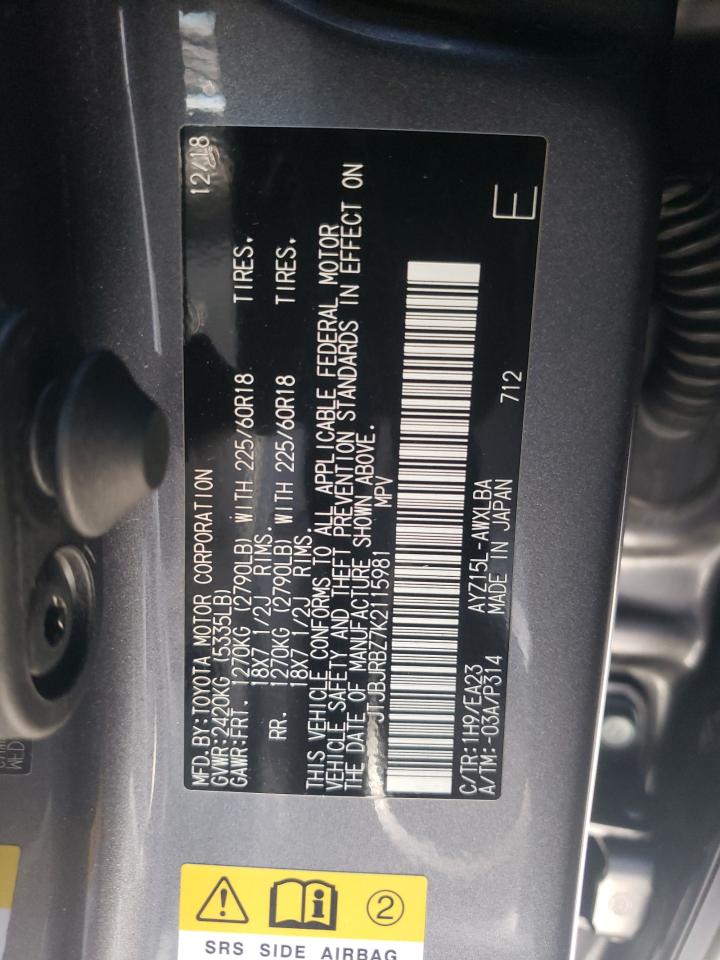 MFD.BY:TOYOTA MOTOR CORPORATION 12/18
GVWR:2420KG (5335LB)
GAWR:FRT. 1270KG (2790LB) WITH 225/60R18 TIRES.
18X7 1/2J RIMS.
RR. 1270KG (2790LB) WITH 225/60R18 TIRES.
18X7 1/2J RIMS.
THIS VEHICLE CONFORMS TO ALL APPLICABLE FEDERAL MOTOR
VEHICLE SAFETY AND THEFT PREVENTION STANDARDS IN EFFECT ON
THE DATE OF MANUFACTURE SHOWN ABOVE.
JTJBJRBZ7K2115981 MPV
C/TR:1H9/EA23 AYZ15L-AWXLBA
A/TM:-03A/P314 MADE IN JAPAN 712
E
2
SRS SIDE AIRBAG